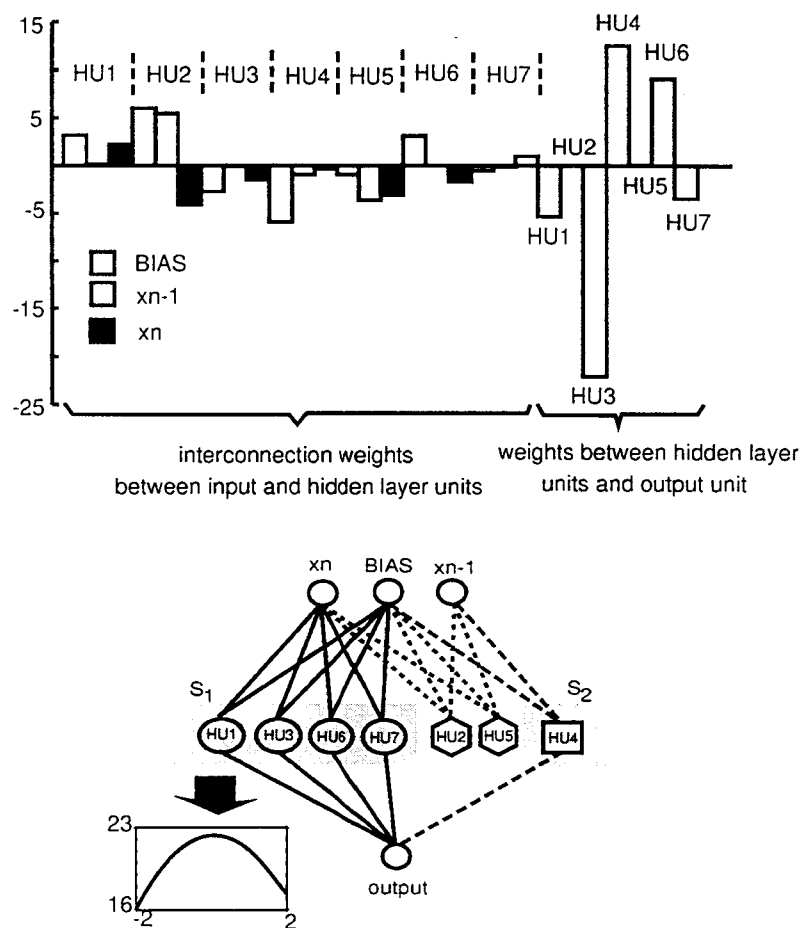 15
5
-5
-15
-25
HU1 HU2 HU3 HU4 HU5 HU6 HU7
HU1
HU2
HU3
HU4
HU5
HU6
HU7
BIAS
xn-1
xn
interconnection weights
between input and hidden layer units
weights between hidden layer
units and output unit
xn BIAS xn-1
S1 S2
HU1 HU3 HU6 HU7 HU2 HU5 HU4
23
16
-2 2
output